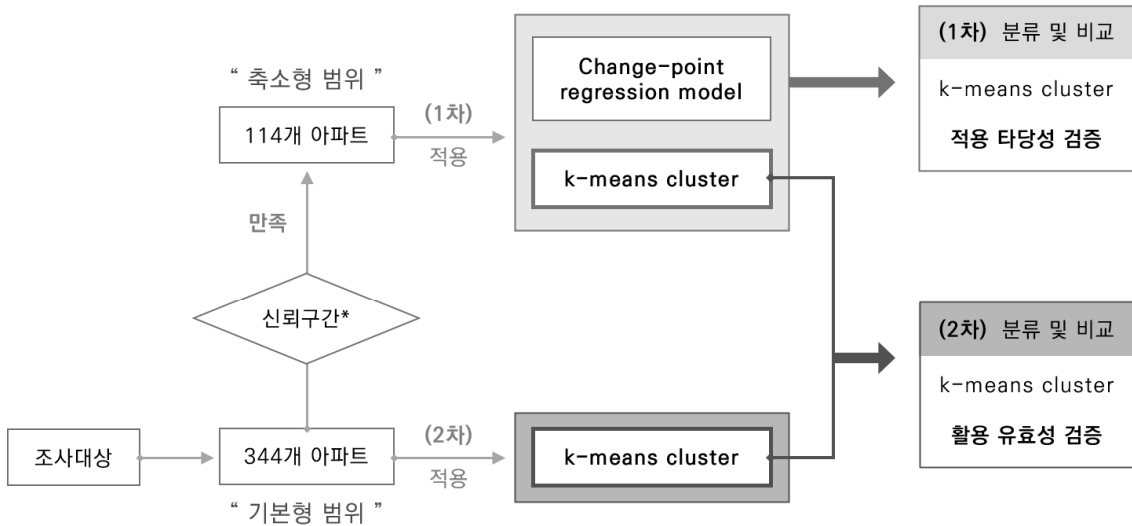 “ 축소형 범위 ”
114개 아파트
(1차)
적용
Change-point
regression model
k-means cluster
(1차) 분류 및 비교
k-means cluster
적용 타당성 검증
만족
신뢰구간*
조사대상
344개 아파트
“ 기본형 범위 ”
(2차)
적용
k-means cluster
(2차) 분류 및 비교
k-means cluster
활용 유효성 검증